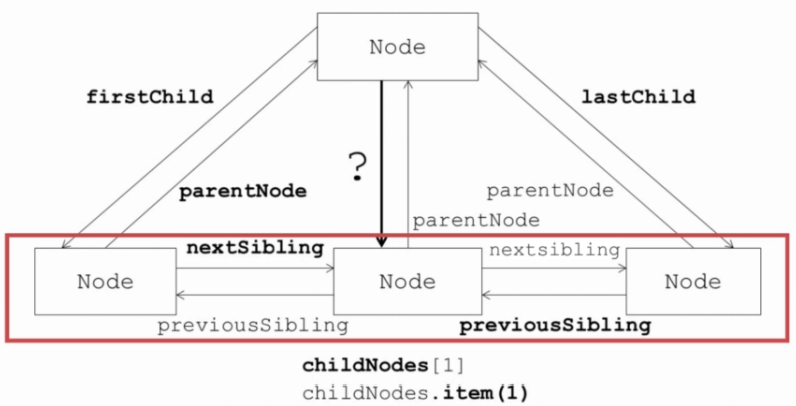 Node
firstChild
lastChild
?
parentNode
parentNode
parentNode
nextSibling
nextsibling
Node
Node
Node
previousSibling
previousSibling
childNodes[1]
childNodes.item(1)